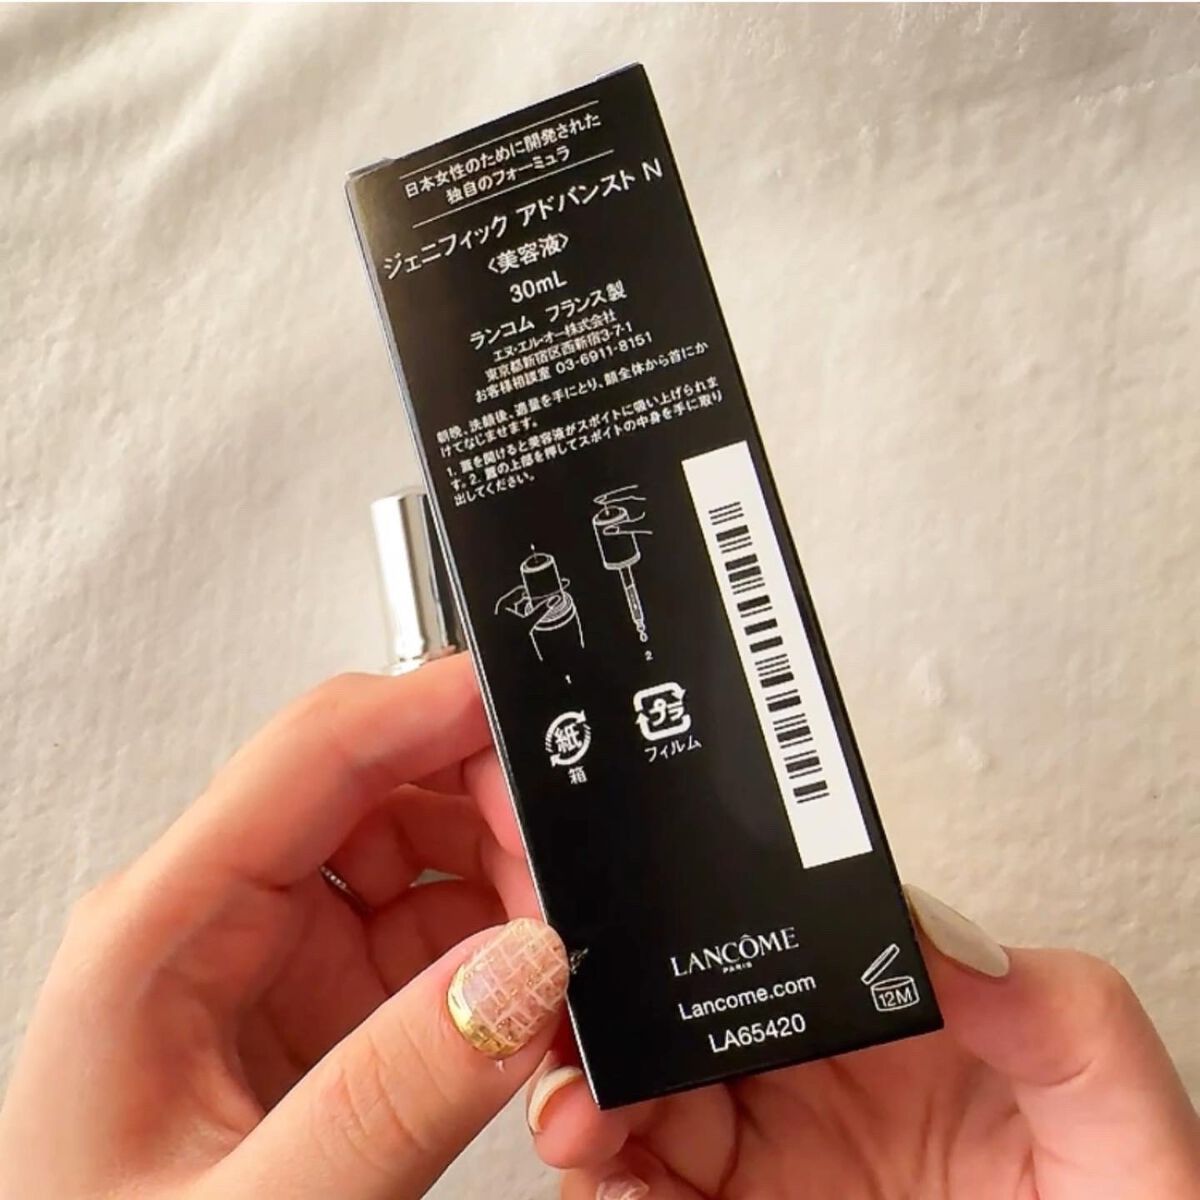 日本女性のために開発された
独自のフォーミュラ
ジェニフィック アドバンスト N
〈美容液〉
30mL
ランコム フランス製
エヌ・エル・オー株式会社
東京都新宿区西新宿3-7-1
お客様相談室 03-6911-8151
朝晩、洗顔後、適量を手にとり、顔全体から首にか
けてなじませます。
1. 蓋を開けると美容液がスポイトに吸い上げられま
す。2. 蓋の上部を押してスポイトの中身を手に取り
出してください。
1
2
紙
箱
プラ
フィルム
LANCÔME
PARIS
Lancome.com
LA65420
12M